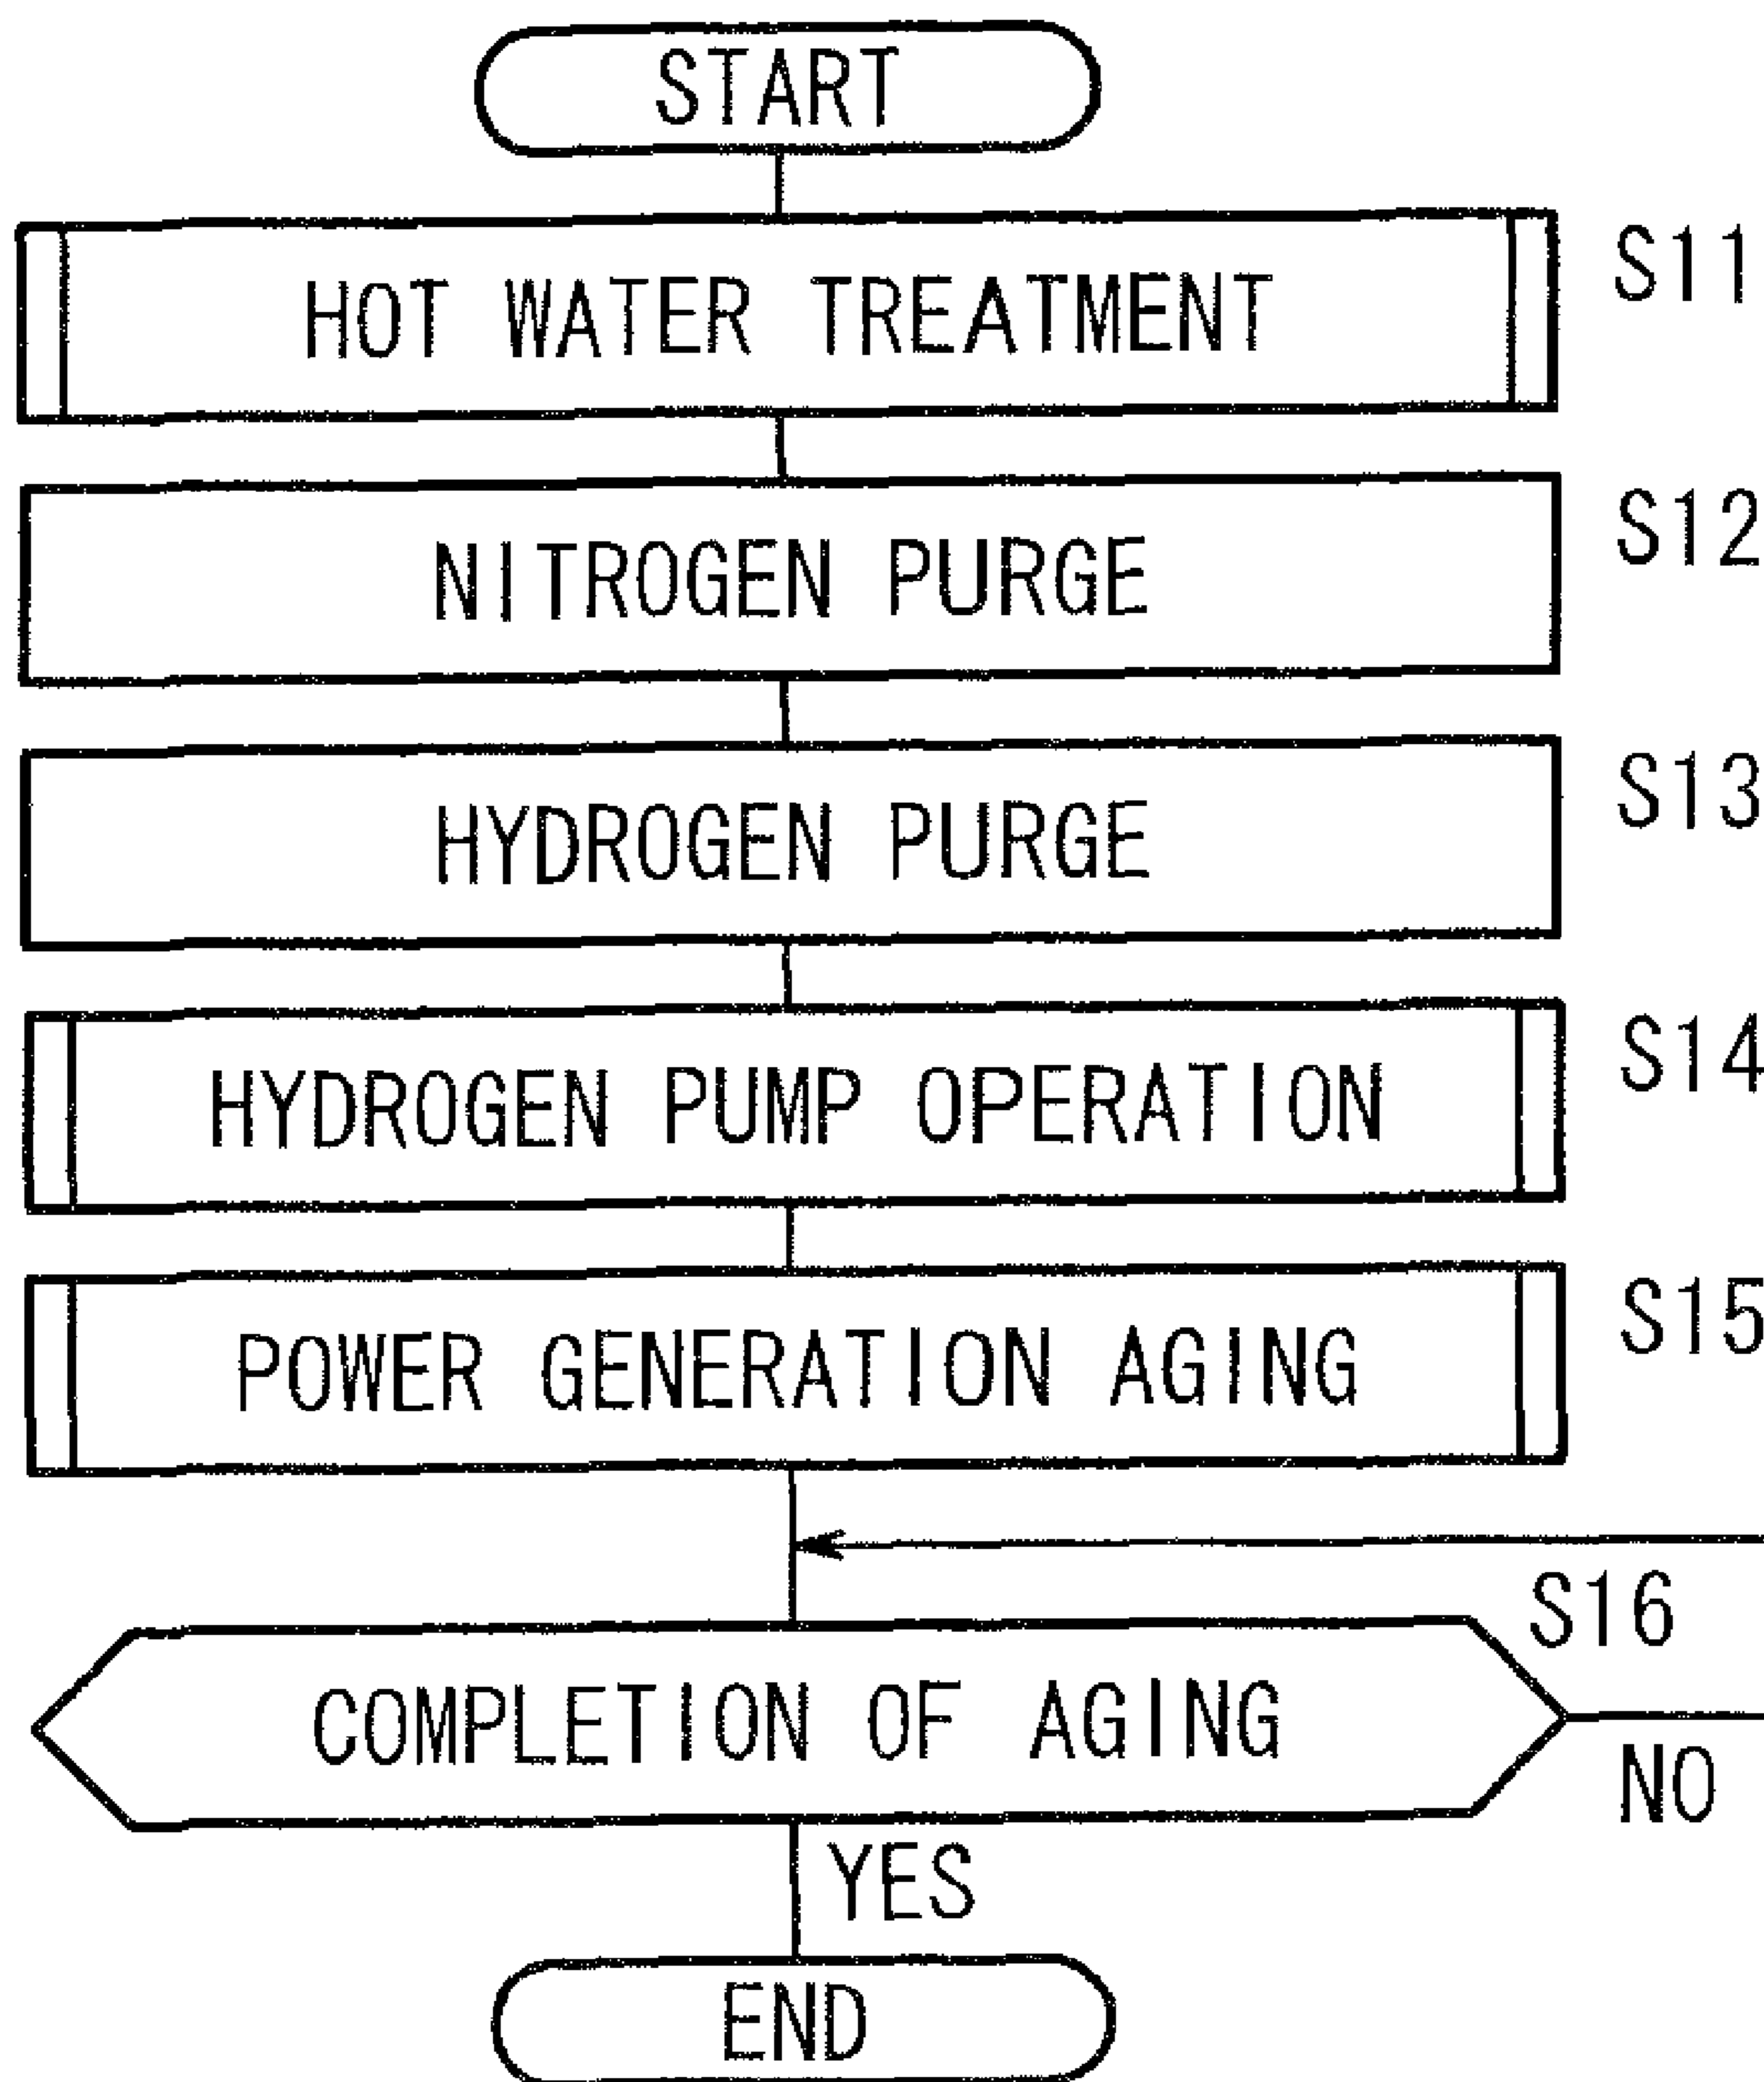 START
HOT WATER TREATMENT S11
NITROGEN PURGE S12
HYDROGEN PURGE S13
HYDROGEN PUMP OPERATION S14
POWER GENERATION AGING S15
S16
COMPLETION OF AGING
NO
YES
END